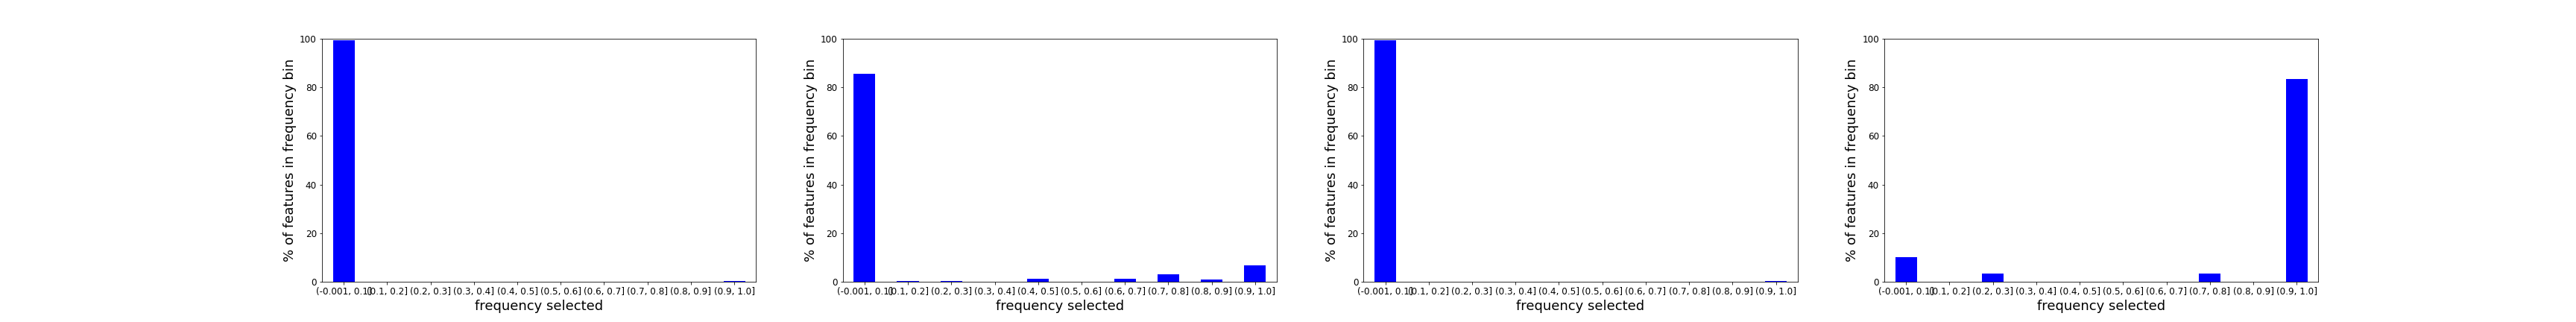 100
80
60
40
20
0
% of features in frequency bin
(-0.001, 0.1] (0.1, 0.2] (0.2, 0.3] (0.3, 0.4] (0.4, 0.5] (0.5, 0.6] (0.6, 0.7] (0.7, 0.8] (0.8, 0.9] (0.9, 1.0]
frequency selected
100
80
60
40
20
0
% of features in frequency bin
(-0.001, 0.1] (0.1, 0.2] (0.2, 0.3] (0.3, 0.4] (0.4, 0.5] (0.5, 0.6] (0.6, 0.7] (0.7, 0.8] (0.8, 0.9] (0.9, 1.0]
frequency selected
100
80
60
40
20
0
% of features in frequency bin
(-0.001, 0.1] (0.1, 0.2] (0.2, 0.3] (0.3, 0.4] (0.4, 0.5] (0.5, 0.6] (0.6, 0.7] (0.7, 0.8] (0.8, 0.9] (0.9, 1.0]
frequency selected
100
80
60
40
20
0
% of features in frequency bin
(-0.001, 0.1] (0.1, 0.2] (0.2, 0.3] (0.3, 0.4] (0.4, 0.5] (0.5, 0.6] (0.6, 0.7] (0.7, 0.8] (0.8, 0.9] (0.9, 1.0]
frequency selected